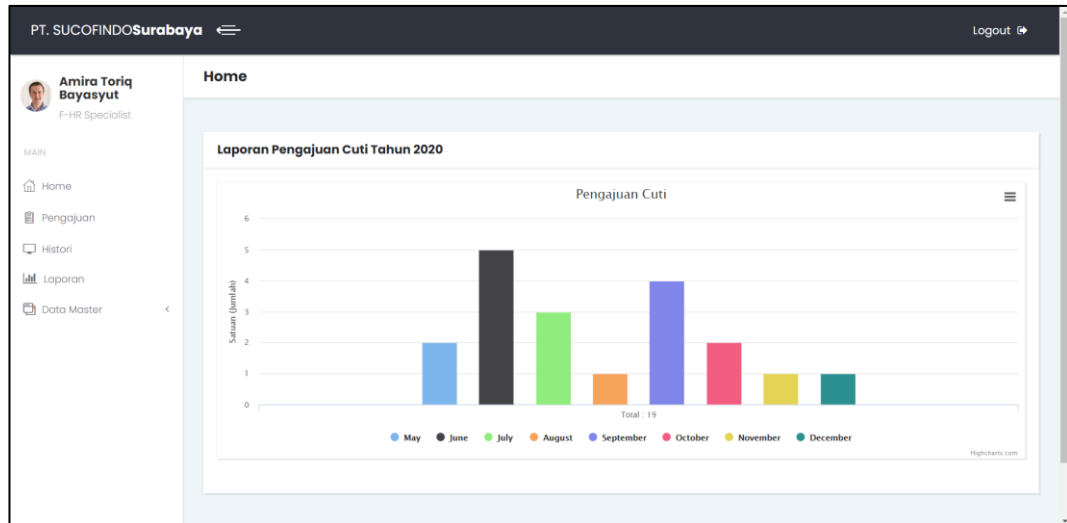 PT. SUCOFINDOSurabaya
Logout
Amira Toriq
Bayasyut
F-HR Specialist
MAIN
Home
Pengajuan
Histori
Laporan
Data Master
Home
Laporan Pengajuan Cuti Tahun 2020
Pengajuan Cuti
Satuan (Jumlah)
6
5
4
3
2
1
0
Total : 19
May June July August September October November December
Highcharts.com